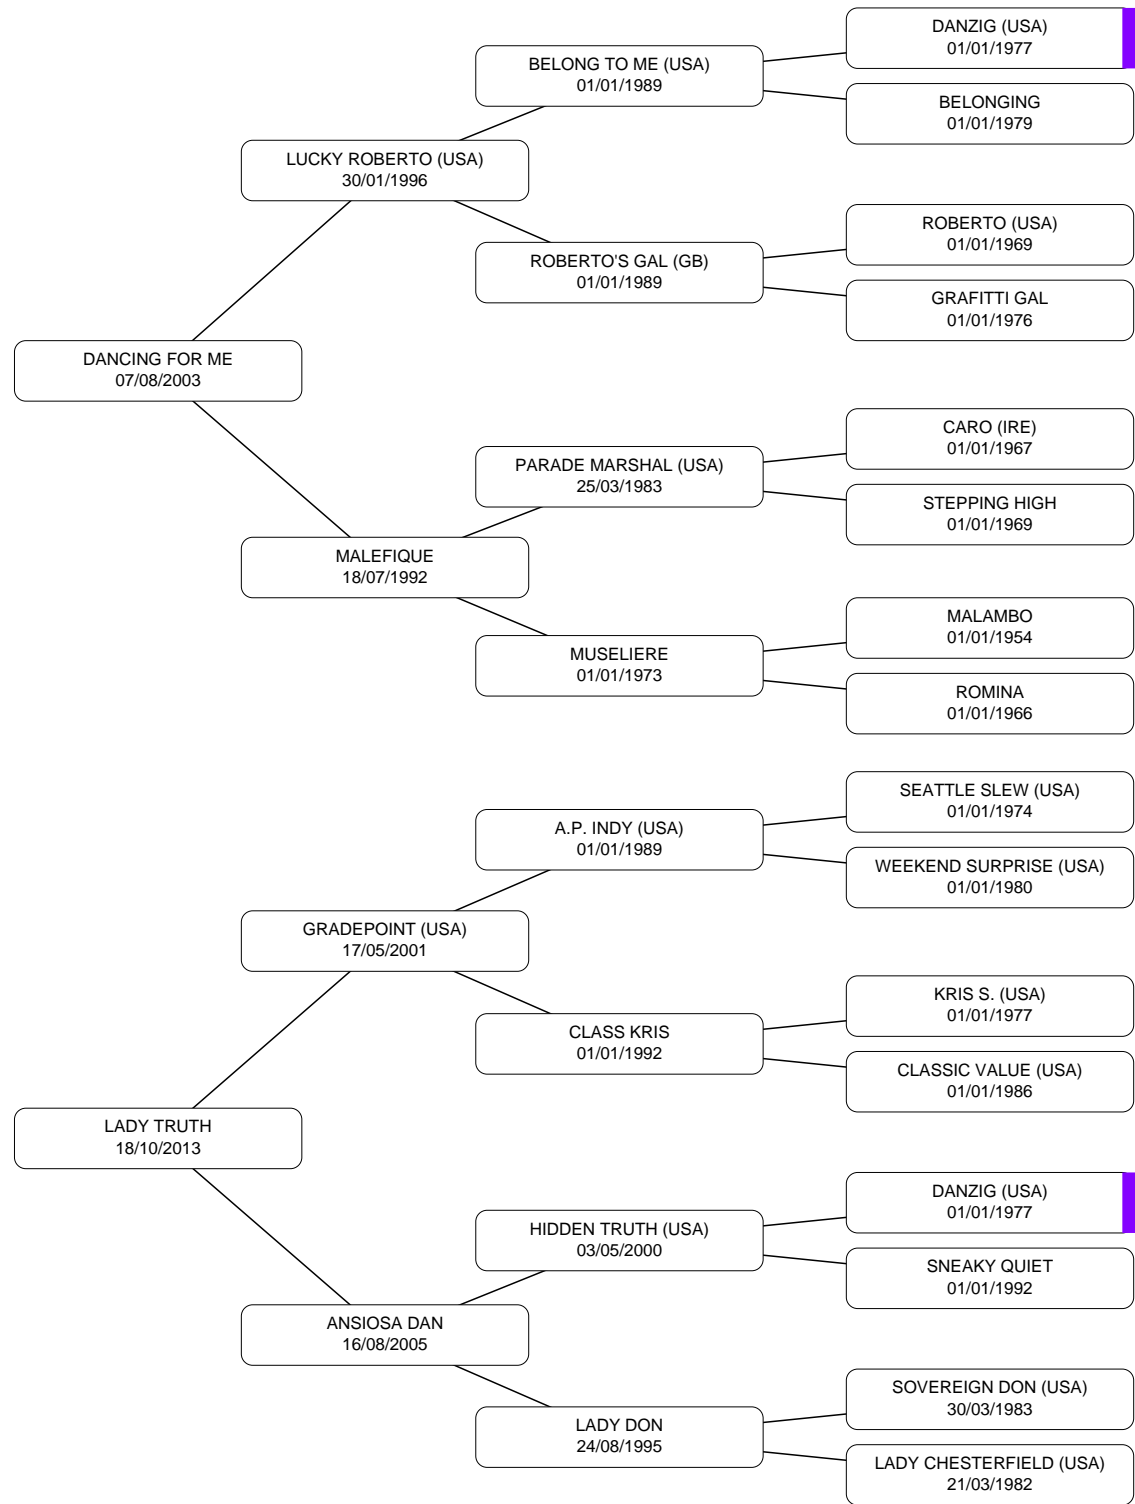 DANZIG (USA)
01/01/1977
BELONG TO ME (USA)
01/01/1989
BELONGING
01/01/1979
LUCKY ROBERTO (USA)
30/01/1996
ROBERTO (USA)
01/01/1969
ROBERTO'S GAL (GB)
01/01/1989
GRAFITTI GAL
01/01/1976
DANCING FOR ME
07/08/2003
CARO (IRE)
01/01/1967
PARADE MARSHAL (USA)
25/03/1983
STEPPING HIGH
01/01/1969
MALEFIQUE
18/07/1992
MALAMBO
01/01/1954
MUSELIERE
01/01/1973
ROMINA
01/01/1966
SEATTLE SLEW (USA)
01/01/1974
A.P. INDY (USA)
01/01/1989
WEEKEND SURPRISE (USA)
01/01/1980
GRADEPOINT (USA)
17/05/2001
KRIS S. (USA)
01/01/1977
CLASS KRIS
01/01/1992
CLASSIC VALUE (USA)
01/01/1986
LADY TRUTH
18/10/2013
DANZIG (USA)
01/01/1977
HIDDEN TRUTH (USA)
03/05/2000
SNEAKY QUIET
01/01/1992
ANSIOSA DAN
16/08/2005
SOVEREIGN DON (USA)
30/03/1983
LADY DON
24/08/1995
LADY CHESTERFIELD (USA)
21/03/1982